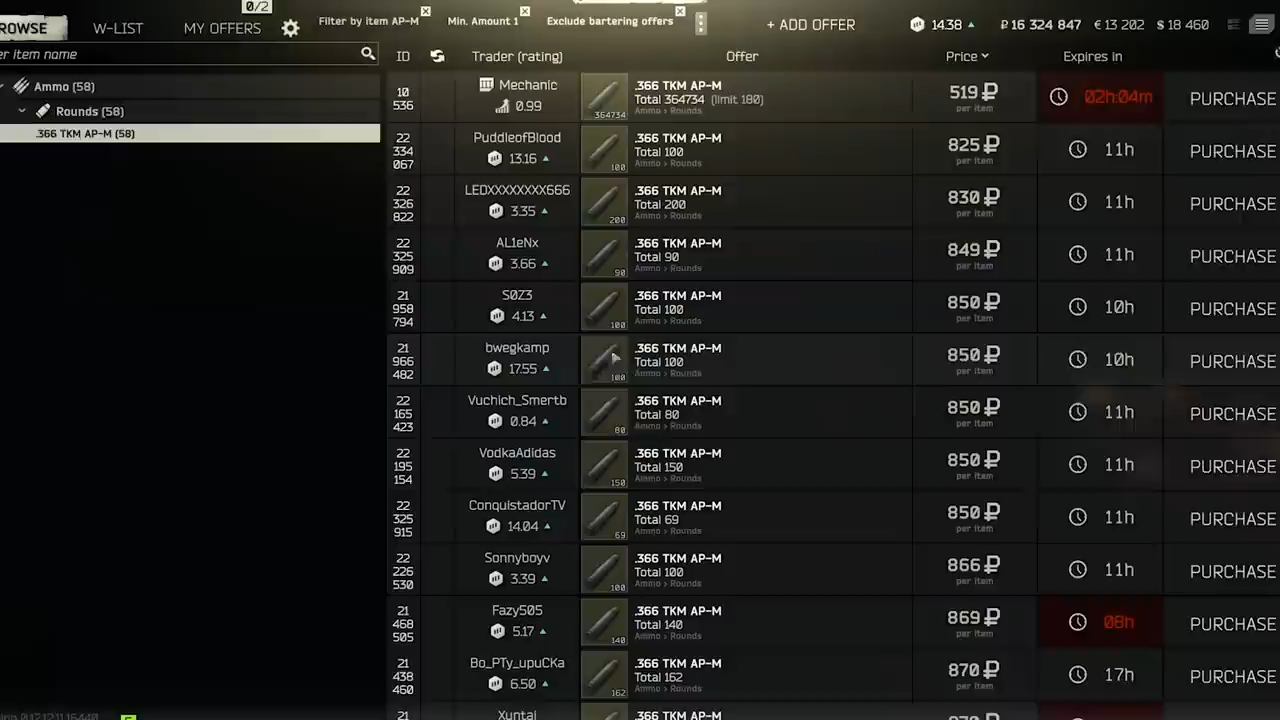 0/2
ROWSE
W-LIST
MY OFFERS
Filter by item AP-M
Min. Amount 1
Exclude bartering offers
+ ADD OFFER
14.38
₽ 16 324 847
€ 13 202
$ 18 460
er item name
ID
Trader (rating)
Offer
Price
Expires in
Ammo (58)
Rounds (58)
.366 TKM AP-M (58)
10
536
Mechanic
0.99
364734
.366 TKM AP-M
Total 364734 (limit 180)
Ammo > Rounds
519 ₽
per item
02h:04m
PURCHASE
22
334
067
PuddleofBlood
13.16
100
.366 TKM AP-M
Total 100
Ammo > Rounds
825 ₽
per item
11h
PURCHASE
22
326
822
LEDXXXXXXXX666
3.35
200
.366 TKM AP-M
Total 200
Ammo > Rounds
830 ₽
per item
11h
PURCHASE
22
325
909
AL1eNx
3.66
90
.366 TKM AP-M
Total 90
Ammo > Rounds
849 ₽
per item
11h
PURCHASE
21
958
794
S0Z3
4.13
100
.366 TKM AP-M
Total 100
Ammo > Rounds
850 ₽
per item
10h
PURCHASE
21
966
482
bwegkamp
17.55
100
.366 TKM AP-M
Total 100
Ammo > Rounds
850 ₽
per item
10h
PURCHASE
22
165
423
Vuchich_Smertb
0.84
80
.366 TKM AP-M
Total 80
Ammo > Rounds
850 ₽
per item
11h
PURCHASE
22
195
154
VodkaAdidas
5.39
150
.366 TKM AP-M
Total 150
Ammo > Rounds
850 ₽
per item
11h
PURCHASE
22
325
915
ConquistadorTV
14.04
69
.366 TKM AP-M
Total 69
Ammo > Rounds
850 ₽
per item
11h
PURCHASE
22
226
530
Sonnyboyv
3.39
100
.366 TKM AP-M
Total 100
Ammo > Rounds
866 ₽
per item
11h
PURCHASE
21
468
505
Fazy505
5.17
140
.366 TKM AP-M
Total 140
Ammo > Rounds
869 ₽
per item
08h
PURCHASE
21
438
460
Bo_PTy_upuCKa
6.50
162
.366 TKM AP-M
Total 162
Ammo > Rounds
870 ₽
per item
17h
PURCHASE
21
.366 TKM AP-M